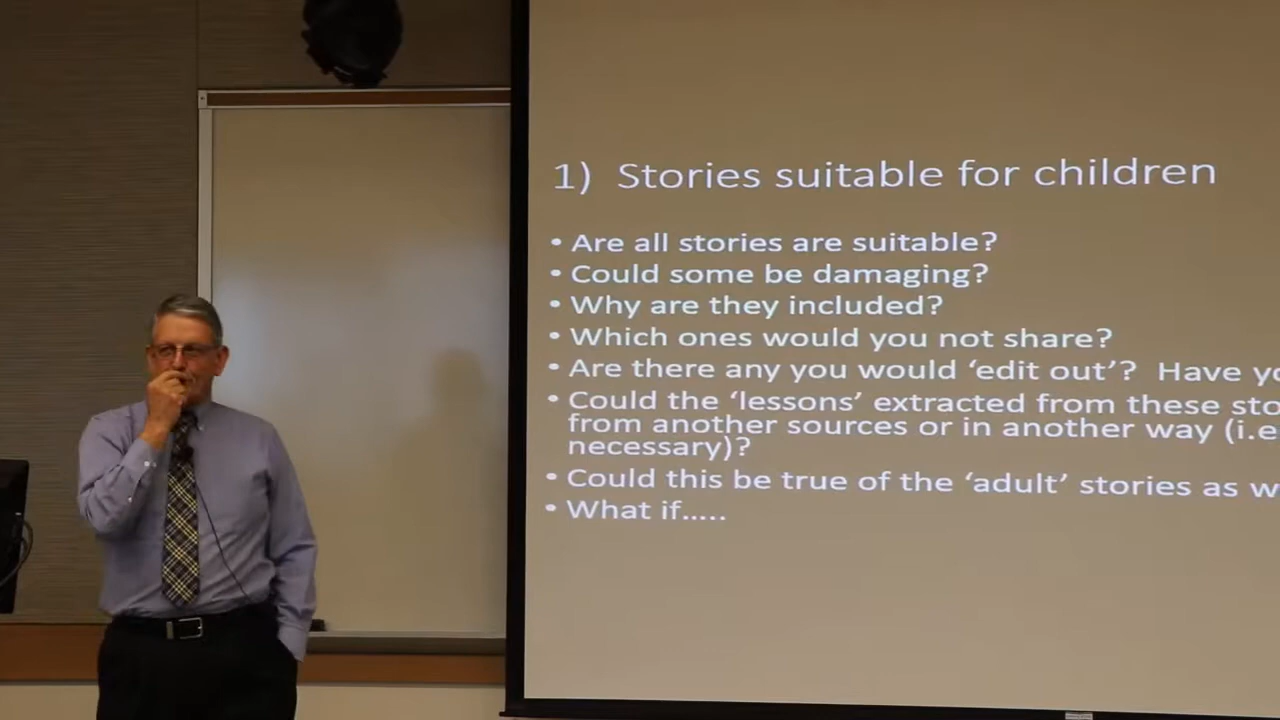 1) Stories suitable for children
• Are all stories are suitable?
• Could some be damaging?
• Why are they included?
• Which ones would you not share?
• Are there any you would ‘edit out’? Have
• Could the ‘lessons’ extracted from these
from another sources or in another way (i.e
necessary)?
• Could this be true of the ‘adult’ stories as
• What if.....